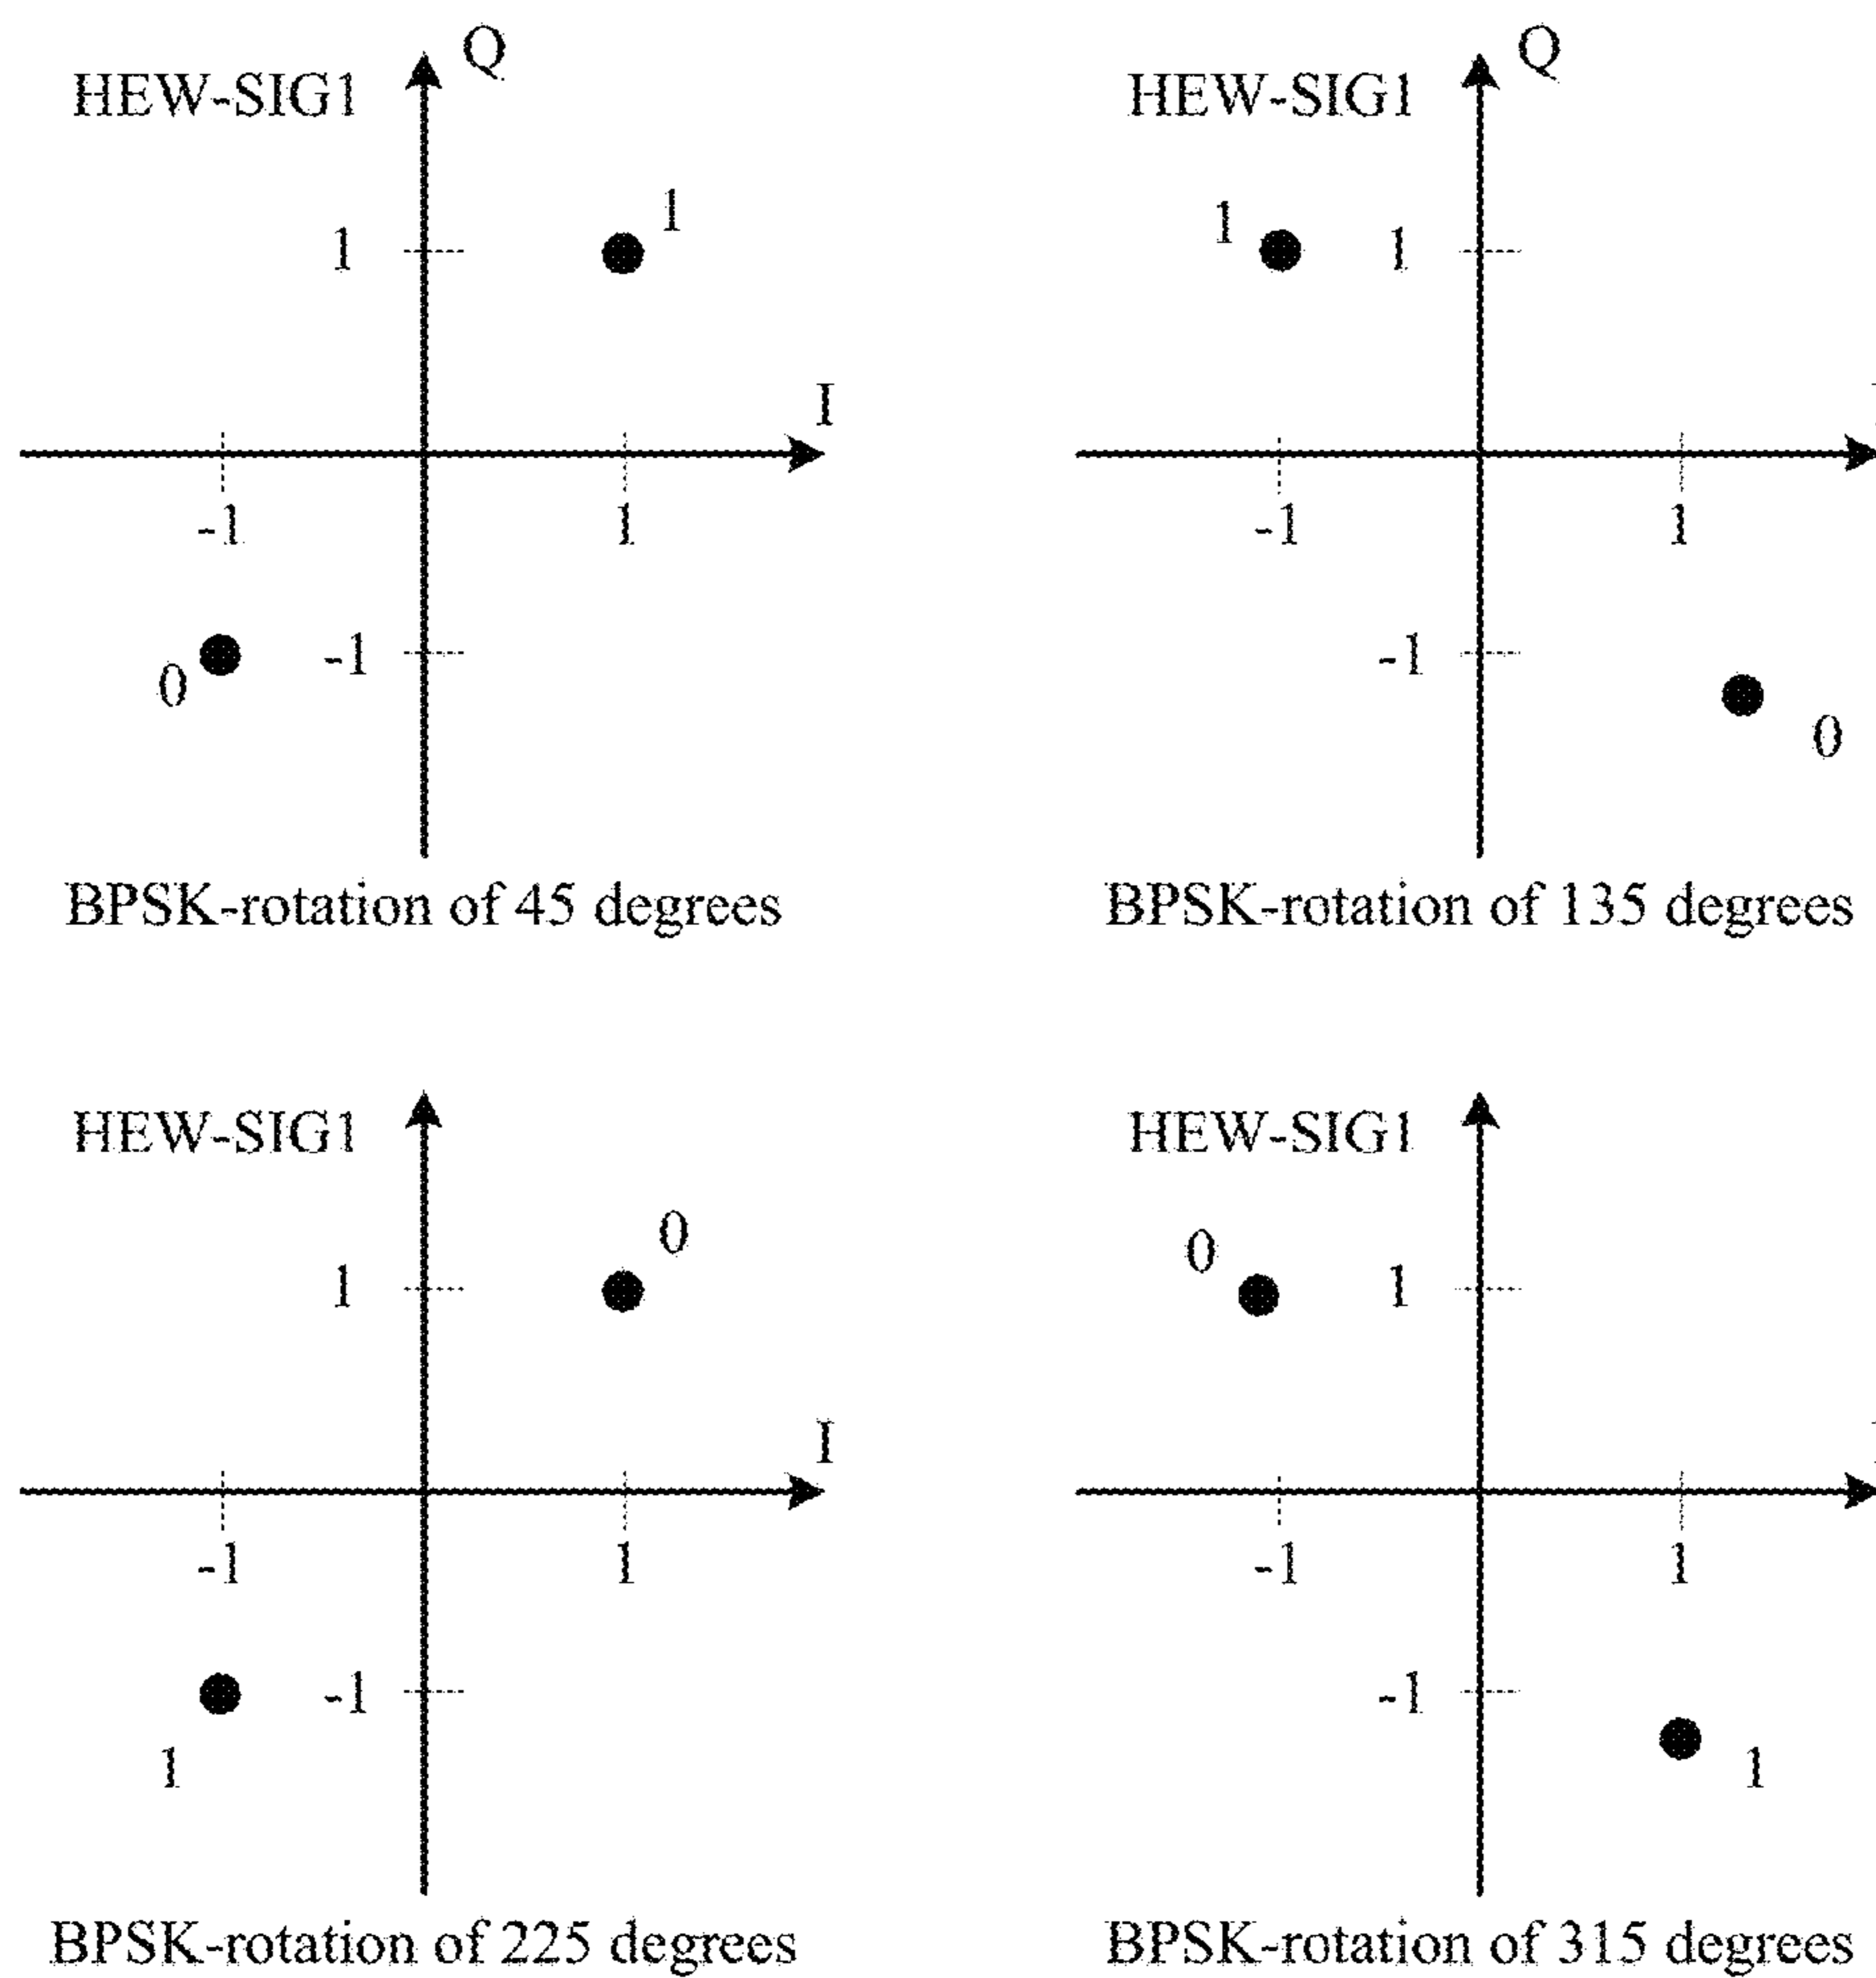 Q
HEW-SIG1
1
1
I
-1
1
0
-1
BPSK-rotation of 45 degrees
Q
HEW-SIG1
1
1
-1
1
-1
0
BPSK-rotation of 135 degrees
HEW-SIG1
0
1
I
-1
1
-1
1
BPSK-rotation of 225 degrees
HEW-SIG1
0
1
-1
1
-1
1
BPSK-rotation of 315 degrees